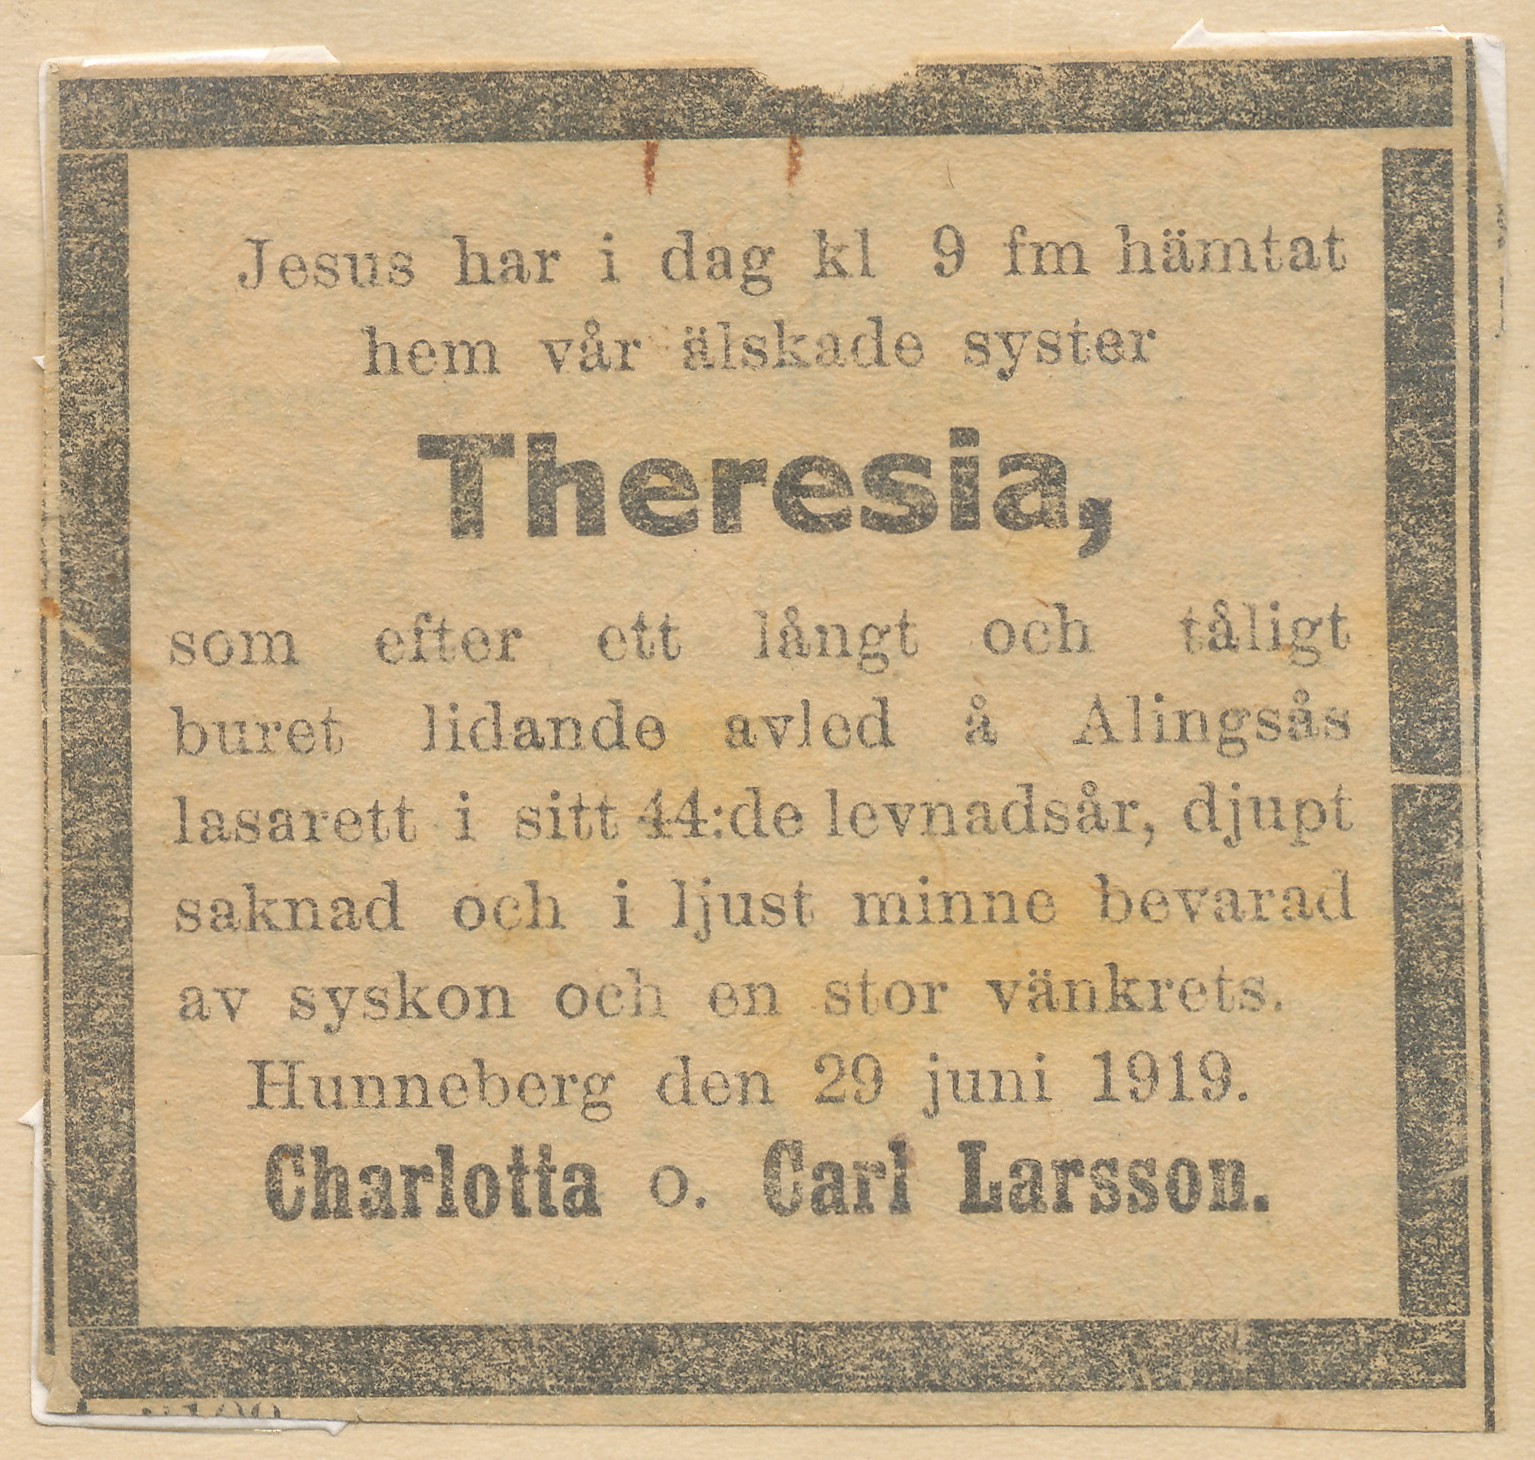 Jesus har i dag kl 9 fm hämtat
hem vår älskade syster
Theresia,
som efter ett långt och tåligt
buret lidande avled å Alingsås
lasarett i sitt 44:de levnadsår, djupt
saknad och i ljust minne bevarad
av syskon och en stor vänkrets.
Hunneberg den 29 juni 1919.
Charlotta o. Carl Larsson.